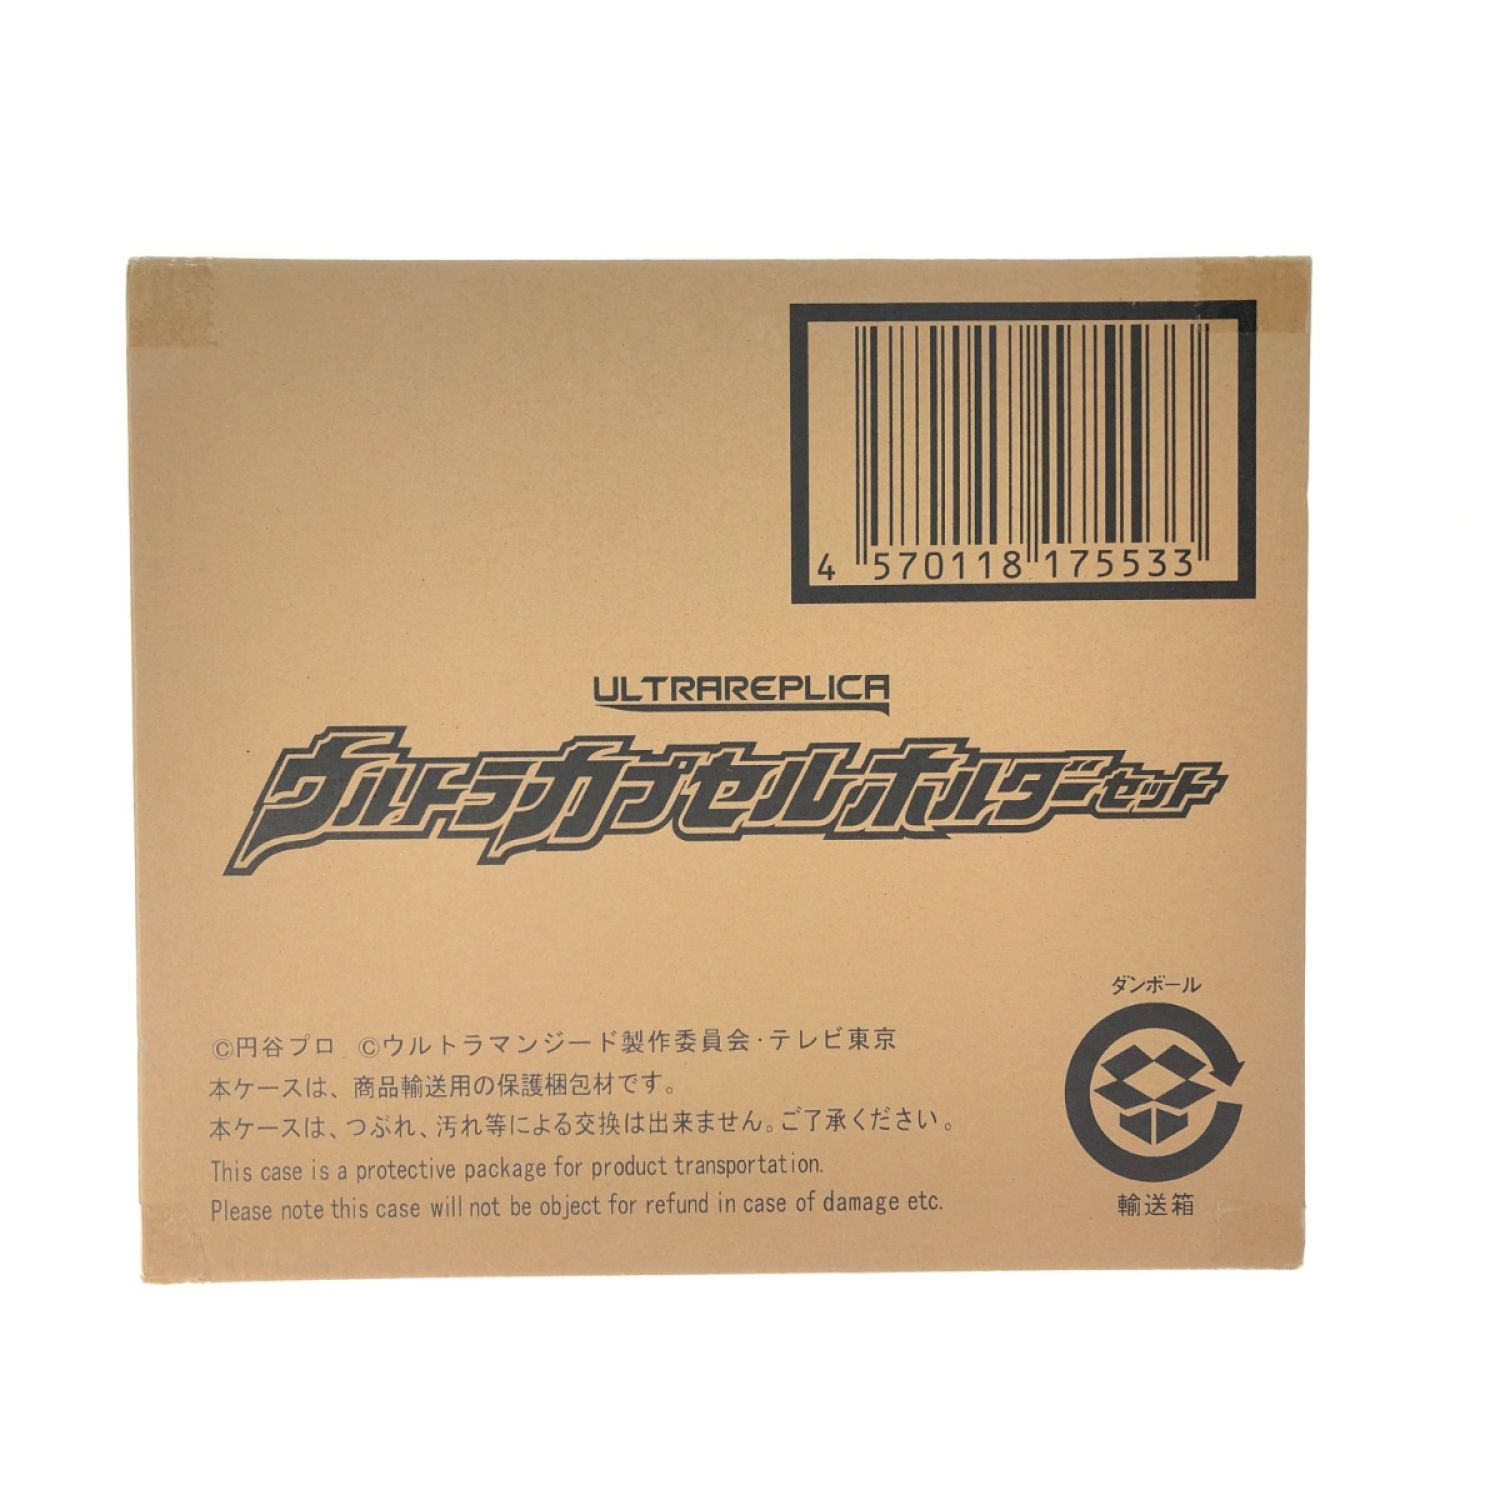 4 570118 175533
ULTRAREPLICA
ウルトラカプセルホルダーセット
©円谷プロ ©ウルトラマンジード製作委員会・テレビ東京
本ケースは、商品輸送用の保護梱包材です。
本ケースは、つぶれ、汚れ等による交換は出来ません。ご了承ください。
This case is a protective package for product transportation.
Please note this case will not be object for refund in case of damage etc.
ダンボール
輸送箱